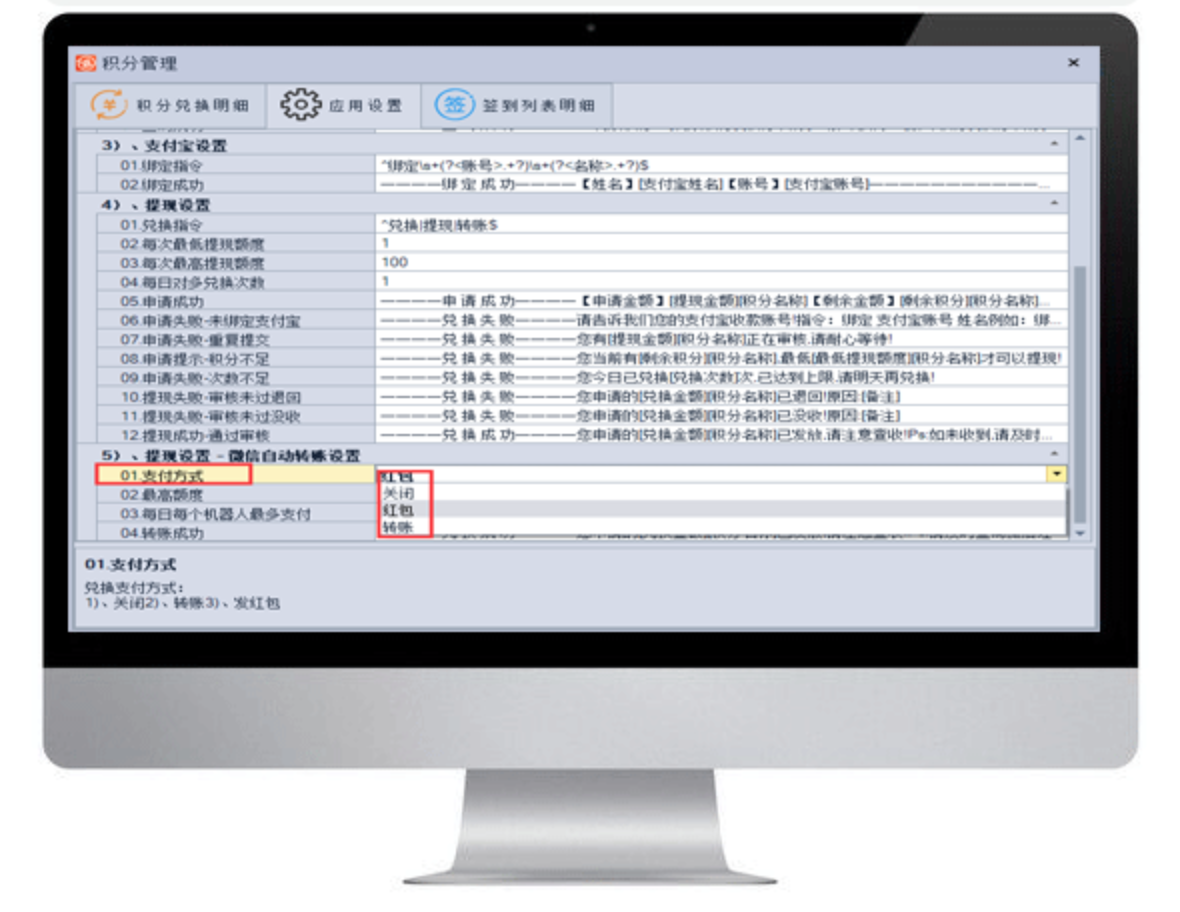 积分管理
积分兑换明细 应用设置 签到列表明细
3）、支付宝设置
01.绑定指令 ^绑定\s+(?<账号>.+?)\s+(?<名称>.+?)$
02.绑定成功 ————绑 定 成 功————【姓名】[支付宝姓名]【账号】[支付宝账号]———————————...
4）、提现设置
01.兑换指令 ^兑换|提现|转账$
02.每次最低提现额度 1
03.每次最高提现额度 100
04.每日对多兑换次数 1
05.申请成功 ————申 请 成 功————【申请金额】[提现金额][积分名称]【剩余金额】[剩余积分][积分名称]...
06.申请失败-未绑定支付宝 ————兑 换 失 败————请告诉我们您的支付宝收款账号!指令：绑定 支付宝账号 姓名例如：绑...
07.申请失败-重复提交 ————兑 换 失 败————您有[提现金额][积分名称]正在审核,请耐心等待!
08.申请提示-积分不足 ————兑 换 失 败————您当前有[剩余积分][积分名称],最低[最低提现额度][积分名称]才可以提现!
09.申请失败-次数不足 ————兑 换 失 败————您今日已兑换[兑换次数]次,已达到上限,请明天再兑换!
10.提现失败-审核未过退回 ————兑 换 失 败————您申请的[兑换金额][积分名称]已退回!原因:[备注]
11.提现失败-审核未过没收 ————兑 换 失 败————您申请的[兑换金额][积分名称]已没收!原因:[备注]
12.提现成功-通过审核 ————兑 换 成 功————您申请的[兑换金额][积分名称]已发放,请注意查收!Ps:如未收到,请及时...
5）、提现设置 - 微信自动转账设置
01.支付方式 红包
02.最高额度 关闭
03.每日每个机器人最多支付 红包
04.转账成功 转账
01.支付方式
兑换支付方式：
1)、关闭2)、转账3)、发红包